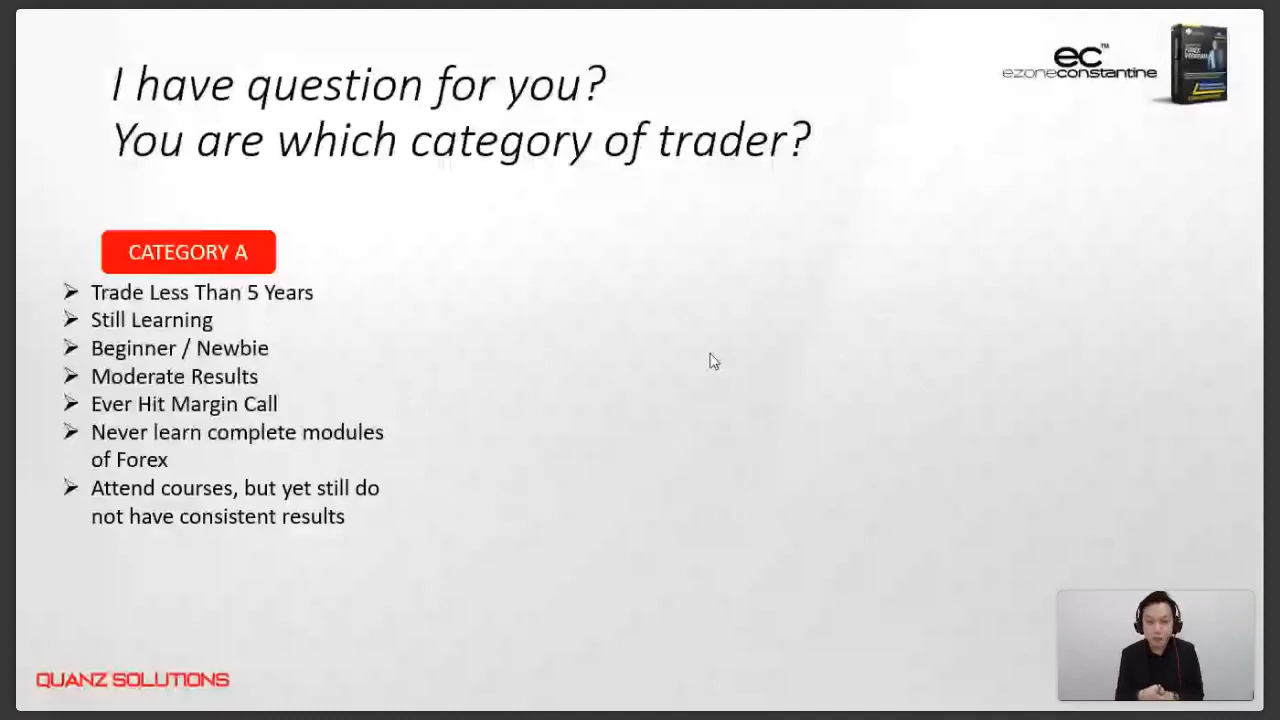 I have question for you?
You are which category of trader?
ec™
ezoneconstantine
CATEGORY A
Trade Less Than 5 Years
Still Learning
Beginner / Newbie
Moderate Results
Ever Hit Margin Call
Never learn complete modules
of Forex
Attend courses, but yet still do
not have consistent results
QUANZ SOLUTIONS